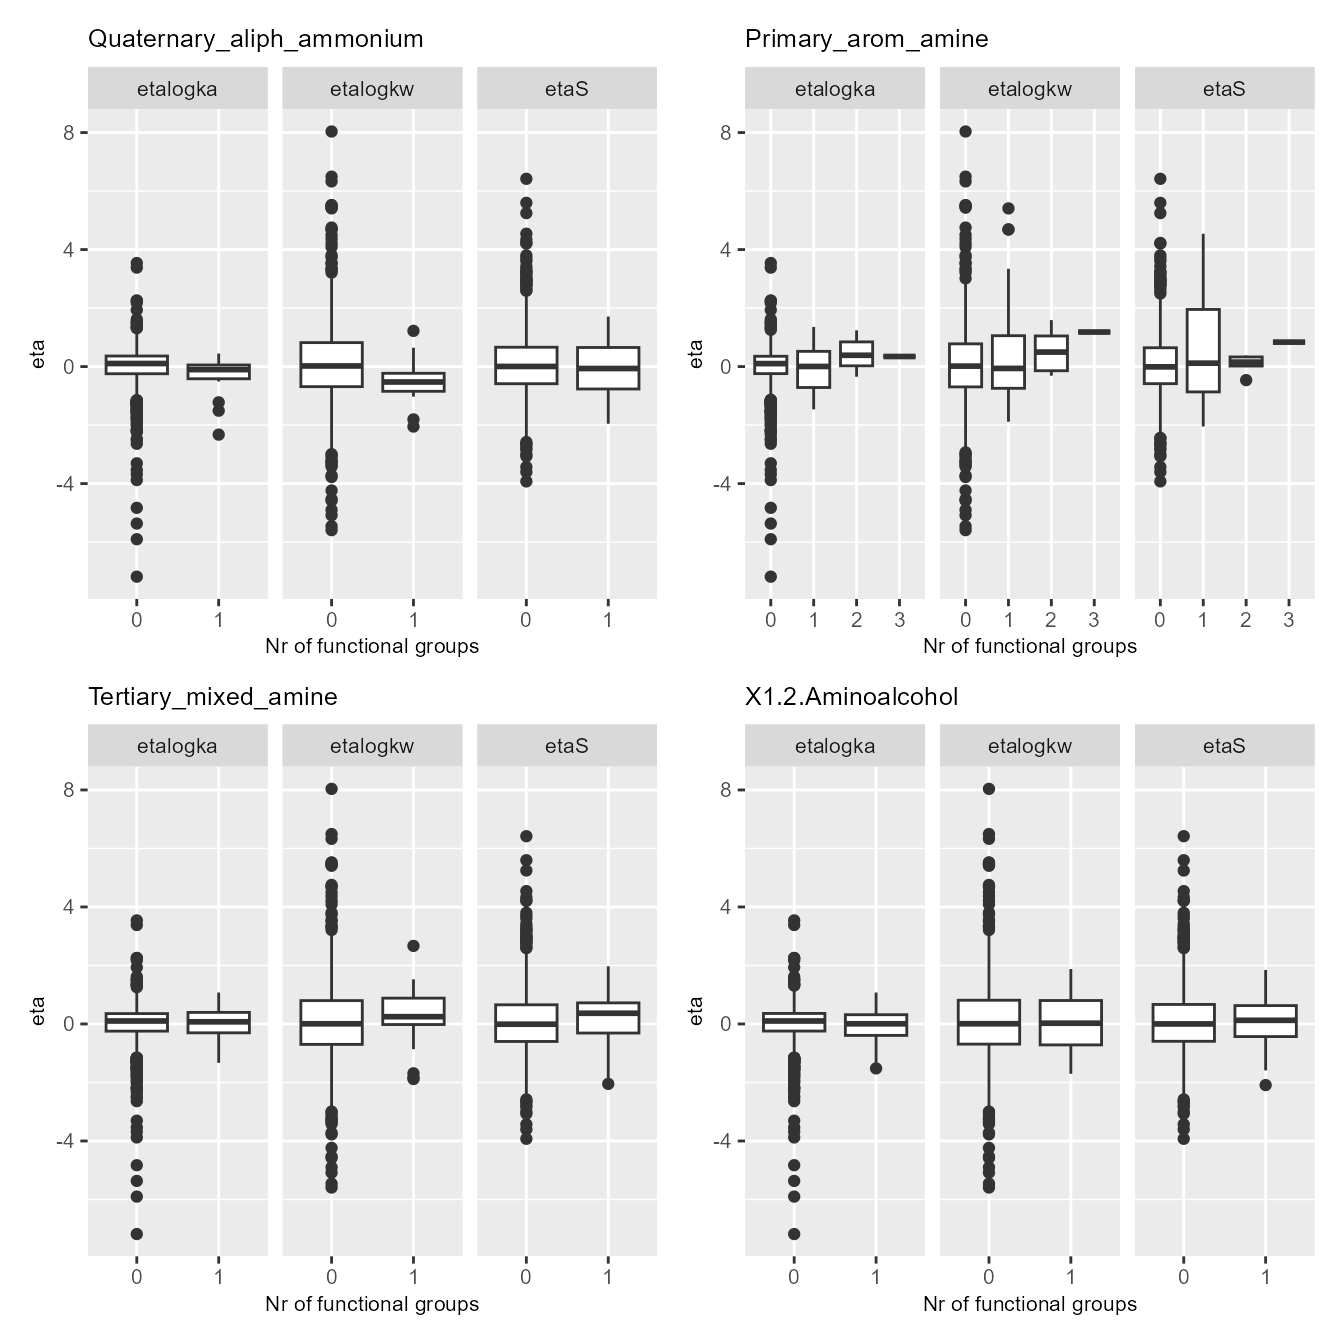 Quaternary_aliph_ammonium
etalogka etalogkw etaS
8
4
0
-4
eta
0 1 0 1 0 1
Nr of functional groups
Primary_arom_amine
etalogka etalogkw etaS
8
4
0
-4
eta
0 1 2 3 0 1 2 3 0 1 2 3
Nr of functional groups
Tertiary_mixed_amine
etalogka etalogkw etaS
8
4
0
-4
eta
0 1 0 1 0 1
Nr of functional groups
X1.2.Aminoalcohol
etalogka etalogkw etaS
8
4
0
-4
eta
0 1 0 1 0 1
Nr of functional groups